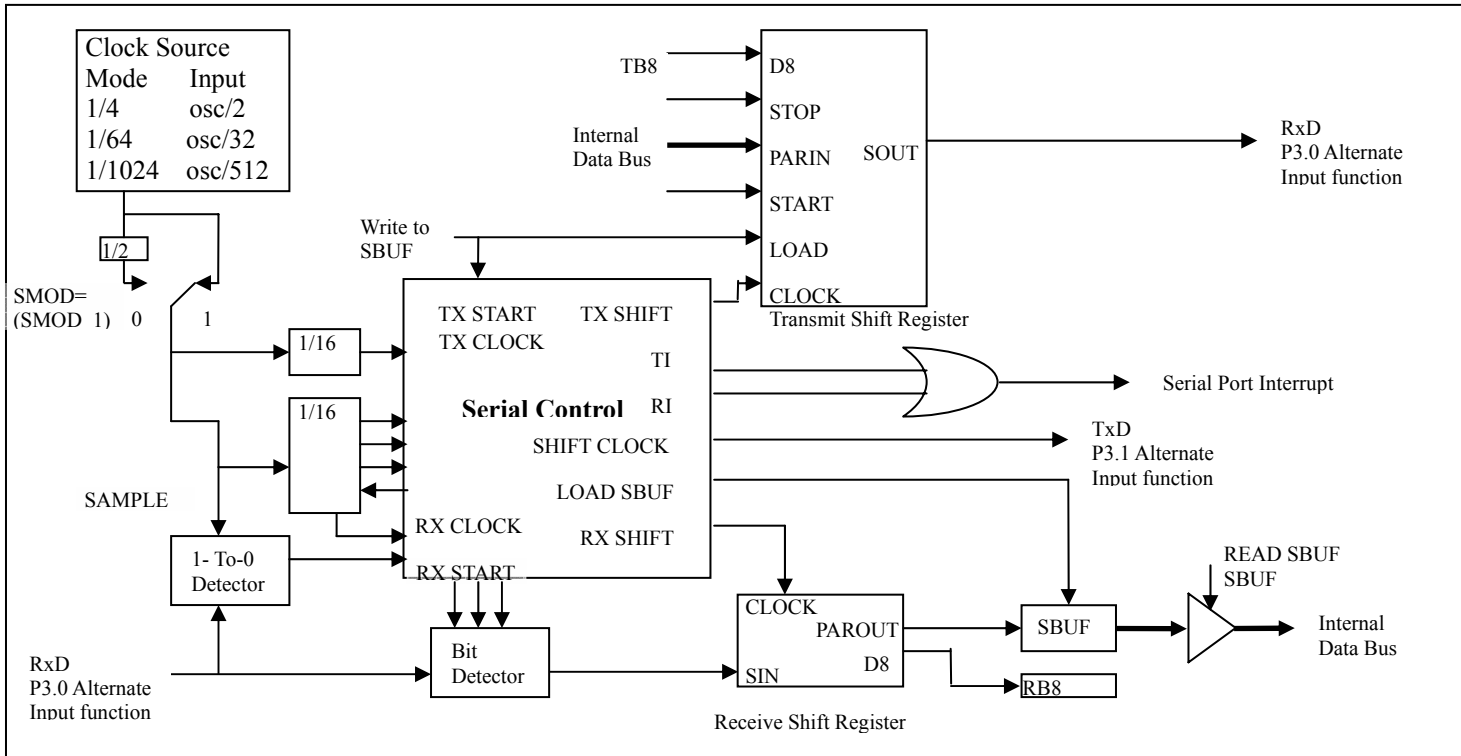 Clock Source
Mode Input
1/4 osc/2
1/64 osc/32
1/1024 osc/512
1/2
SMOD=
(SMOD_1) 0 1
TB8
Internal
Data Bus
D8
STOP
PARIN
START
LOAD
CLOCK
SOUT
Transmit Shift Register
RxD
P3.0 Alternate
Input function
Write to
SBUF
TX START
TX CLOCK
TX SHIFT
TI
RI
Serial Control
SHIFT CLOCK
LOAD SBUF
RX CLOCK
RX SHIFT
RX START
1/16
1/16
Serial Port Interrupt
TxD
P3.1 Alternate
Input function
SAMPLE
1- To-0
Detector
RxD
P3.0 Alternate
Input function
Bit
Detector
CLOCK
PAROUT
D8
SIN
Receive Shift Register
SBUF
RB8
READ SBUF
SBUF
Internal
Data Bus